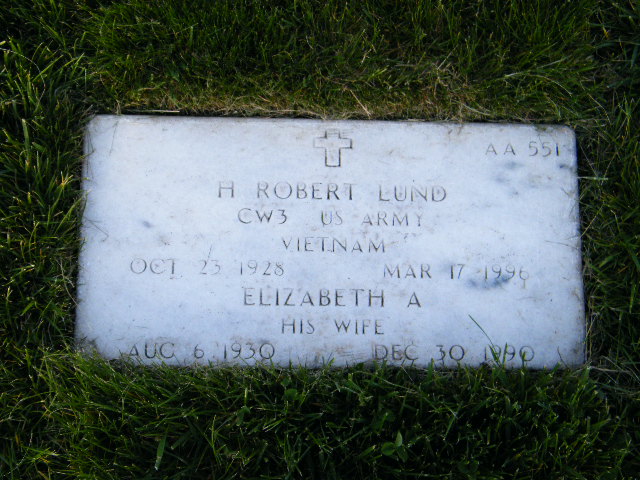 AA 551
H ROBERT LUND
CW3 US ARMY
VIETNAM
OCT 23 1928 MAR 17 1996
ELIZABETH A
HIS WIFE
AUG 6 1930 DEC 30 1990